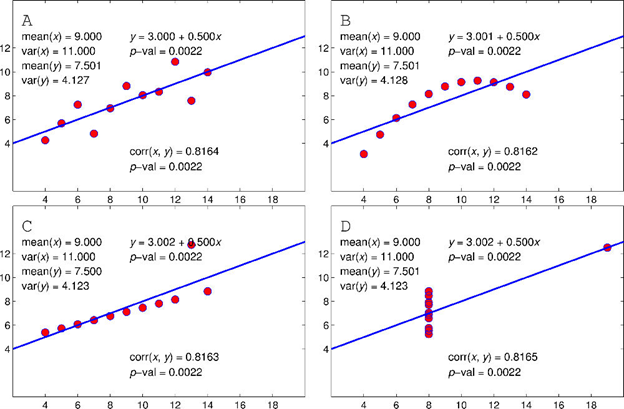 A
mean(x) = 9.000
var(x) = 11.000
mean(y) = 7.501
var(y) = 4.127
y = 3.000 + 0.500x
p–val = 0.0022
corr(x, y) = 0.8164
p–val = 0.0022
12
10
8
6
4
4 6 8 10 12 14 16 18
B
mean(x) = 9.000
var(x) = 11.000
mean(y) = 7.501
var(y) = 4.128
y = 3.001 + 0.500x
p–val = 0.0022
corr(x, y) = 0.8162
p–val = 0.0022
12
10
8
6
4
4 6 8 10 12 14 16 18
C
mean(x) = 9.000
var(x) = 11.000
mean(y) = 7.500
var(y) = 4.123
y = 3.002 + 0.500x
p–val = 0.0022
corr(x, y) = 0.8163
p–val = 0.0022
12
10
8
6
4
4 6 8 10 12 14 16 18
D
mean(x) = 9.000
var(x) = 11.000
mean(y) = 7.501
var(y) = 4.123
y = 3.002 + 0.500x
p–val = 0.0022
corr(x, y) = 0.8165
p–val = 0.0022
12
10
8
6
4
4 6 8 10 12 14 16 18